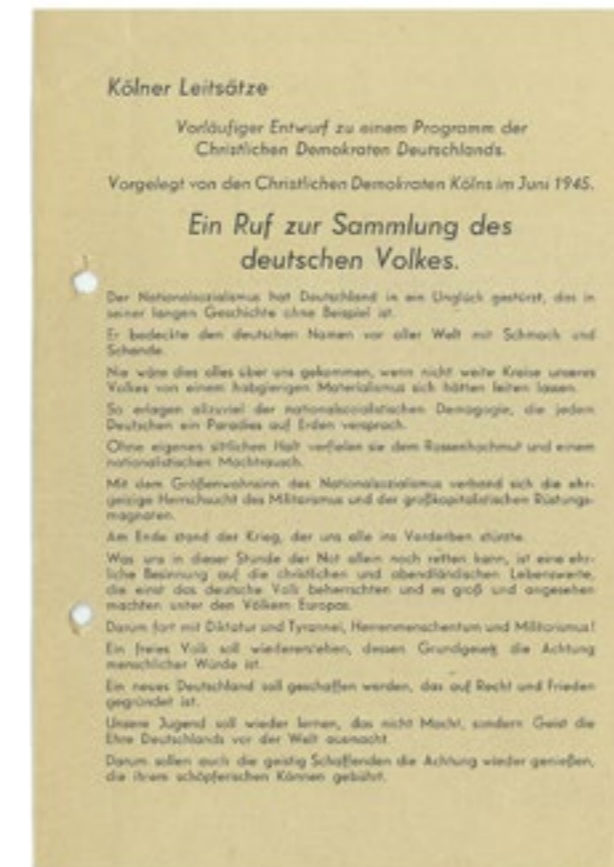 Kölner Leitsätze
Vorläufiger Entwurf zu einem Programm der
Christlichen Demokraten Deutschlands.
Vorgelegt von den Christlichen Demokraten Kölns im Juni 1945.
Ein Ruf zur Sammlung des
deutschen Volkes.
Der Nationalsozialismus hat Deutschland in ein Unglück gestürzt, das in
seiner langen Geschichte ohne Beispiel ist.
Er bedeckte den deutschen Namen vor aller Welt mit Schmach und
Schande.
Nie wäre dies alles über uns gekommen, wenn nicht weite Kreise unseres
Volkes von einem habgierigen Materialismus sich hätten leiten lassen.
So erlagen allzuviel der nationalsozialistischen Demagogie, die jedem
Deutschen ein Paradies auf Erden versprach.
Ohne eigenen sittlichen Halt verfielen sie dem Rassenhochmut und einem
nationalistischen Machtrausch.
Mit dem Größenwahnsinn des Nationalsozialismus verband sich die ehr-
geizige Herrschsucht des Militarismus und der großkapitalistischen Rüstungs-
magnaten.
Am Ende stand der Krieg, der uns alle ins Verderben stürzte.
Was uns in dieser Stunde der Not allein noch retten kann, ist eine ehr-
liche Besinnung auf die christlichen und abendländischen Lebenswerte,
die einst das deutsche Volk beherrschten und es groß und angesehen
machten unter den Völkern Europas.
Darum fort mit Diktatur und Tyrannei, Herrenmenschentum und Militarismus!
Ein freies Volk soll wiedererstehen, dessen Grundgesetz die Achtung
menschlicher Würde ist.
Ein neues Deutschland soll geschaffen werden, das auf Recht und Frieden
gegründet ist.
Unsere Jugend soll wieder lernen, das nicht Macht, sondern Geist die
Ehre Deutschlands vor der Welt ausmacht.
Darum sollen auch die geistig Schaffenden die Achtung wieder genießen,
die ihrem schöpferischen Können gebührt.